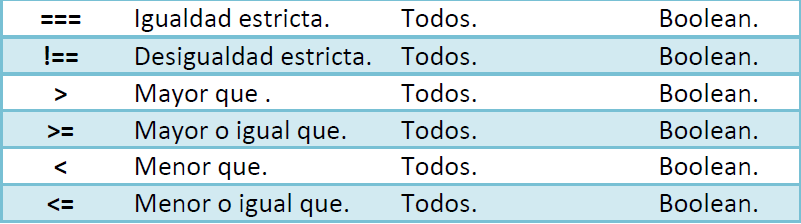 === Igualdad estricta. Todos. Boolean.
!== Desigualdad estricta. Todos. Boolean.
> Mayor que . Todos. Boolean.
>= Mayor o igual que. Todos. Boolean.
< Menor que. Todos. Boolean.
<= Menor o igual que. Todos. Boolean.